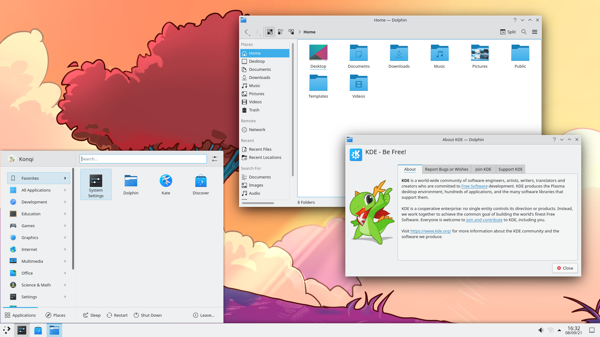 Home — Dolphin
Home
Split
Places
Home
Desktop
Documents
Downloads
Music
Pictures
Videos
Trash
Remote
Network
Recent
Recent Files
Recent Locations
Search For
Documents
Images
Audio
Desktop
Documents
Downloads
Music
Pictures
Public
Templates
Videos
8 Folders
About KDE — Dolphin
KDE - Be Free!
About
Report Bugs or Wishes
Join KDE
Support KDE
KDE is a world-wide community of software engineers, artists, writers, translators and
creators who are committed to Free Software development. KDE produces the Plasma
desktop environment, hundreds of applications, and the many software libraries that
support them.
KDE is a cooperative enterprise: no single entity controls its direction or products. Instead,
we work together to achieve the common goal of building the world's finest Free
Software. Everyone is welcome to join and contribute to KDE, including you.
Visit https://www.kde.org/ for more information about the KDE community and the
software we produce.
Close
Konqi
Search...
Favorites
All Applications
Development
Education
Games
Graphics
Internet
Multimedia
Office
Science & Math
Settings
System
Settings
Dolphin
Kate
Discover
Applications
Places
Sleep
Restart
Shut Down
Leave...
16:32